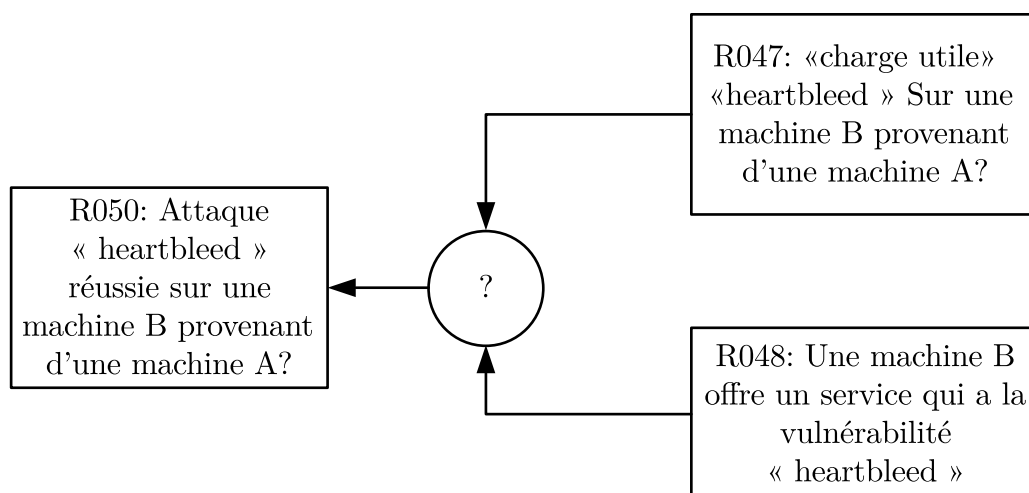 R047: «charge utile»
«heartbleed » Sur une
machine B provenant
d'une machine A?
R050: Attaque
« heartbleed »
réussie sur une
machine B provenant
d'une machine A?
?
R048: Une machine B
offre un service qui a la
vulnérabilité
« heartbleed »